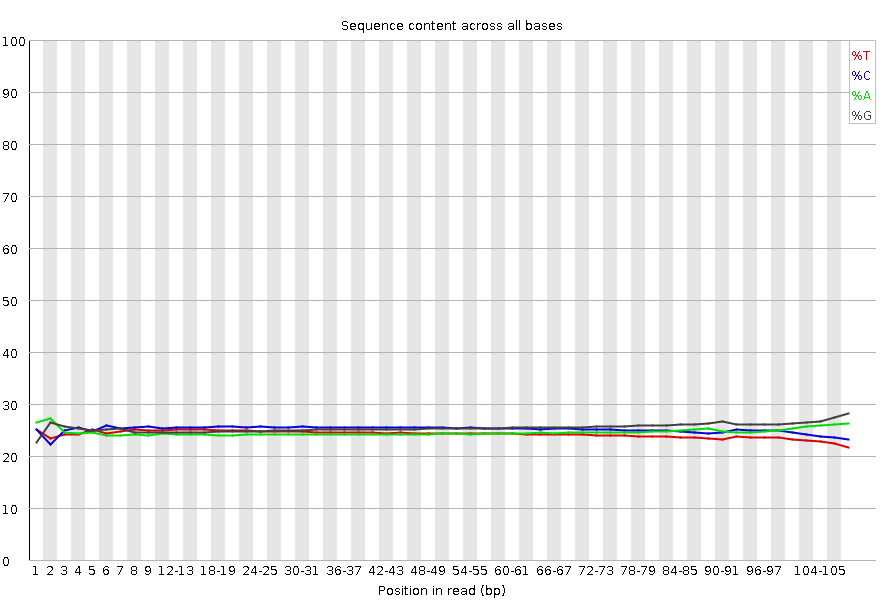 Sequence content across all bases
100
90
80
70
60
50
40
30
20
10
0
%T
%C
%A
%G
1 2 3 4 5 6 7 8 9 12-13 18-19 24-25 30-31 36-37 42-43 48-49 54-55 60-61 66-67 72-73 78-79 84-85 90-91 96-97 104-105
Position in read (bp)